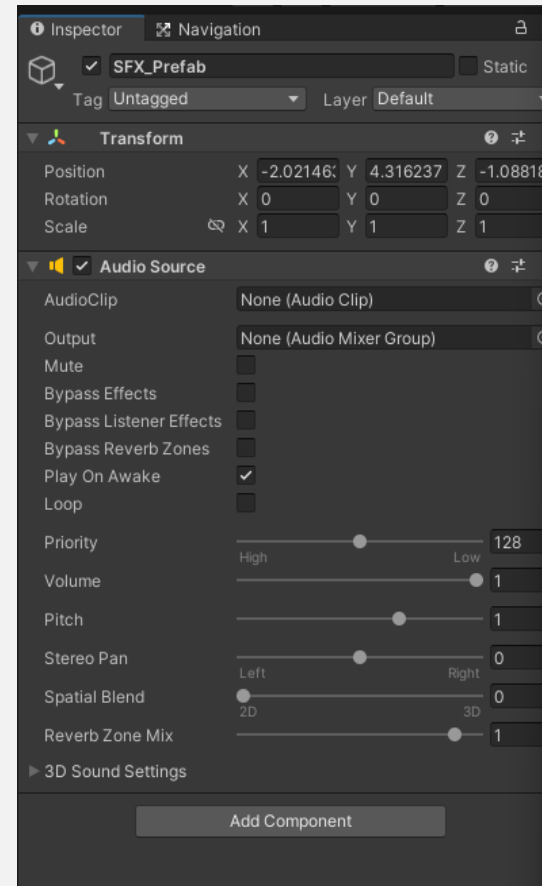 Inspector Navigation
SFX_Prefab Static
Tag Untagged Layer Default
Transform
Position X -2.02146 Y 4.316237 Z -1.08818
Rotation X 0 Y 0 Z 0
Scale X 1 Y 1 Z 1
Audio Source
AudioClip None (Audio Clip)
Output None (Audio Mixer Group)
Mute
Bypass Effects
Bypass Listener Effects
Bypass Reverb Zones
Play On Awake
Loop
Priority 128
High Low
Volume 1
Pitch 1
Stereo Pan 0
Left Right
Spatial Blend 0
2D 3D
Reverb Zone Mix 1
3D Sound Settings
Add Component